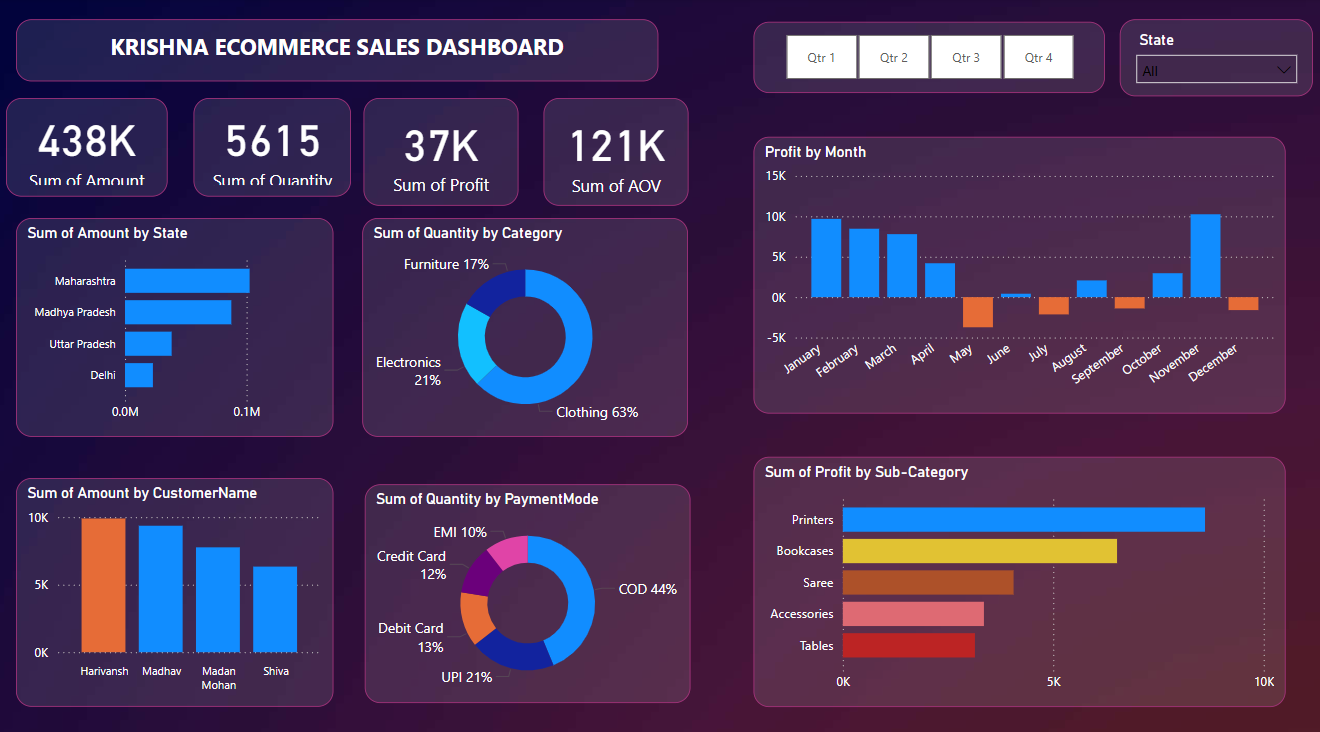 KRISHNA ECOMMERCE SALES DASHBOARD
Qtr 1
Qtr 2
Qtr 3
Qtr 4
State
All
438K
Sum of Amount
5615
Sum of Quantity
37K
Sum of Profit
121K
Sum of AOV
Profit by Month
15K
10K
5K
0K
-5K
January
February
March
April
May
June
July
August
September
October
November
December
Sum of Amount by State
Maharashtra
Madhya Pradesh
Uttar Pradesh
Delhi
0.0M
0.1M
Sum of Quantity by Category
Furniture 17%
Electronics
21%
Clothing 63%
Sum of Amount by CustomerName
10K
5K
0K
Harivansh
Madhav
Madan
Mohan
Shiva
Sum of Quantity by PaymentMode
EMI 10%
Credit Card
12%
COD 44%
Debit Card
13%
UPI 21%
Sum of Profit by Sub-Category
Printers
Bookcases
Saree
Accessories
Tables
0K
5K
10K